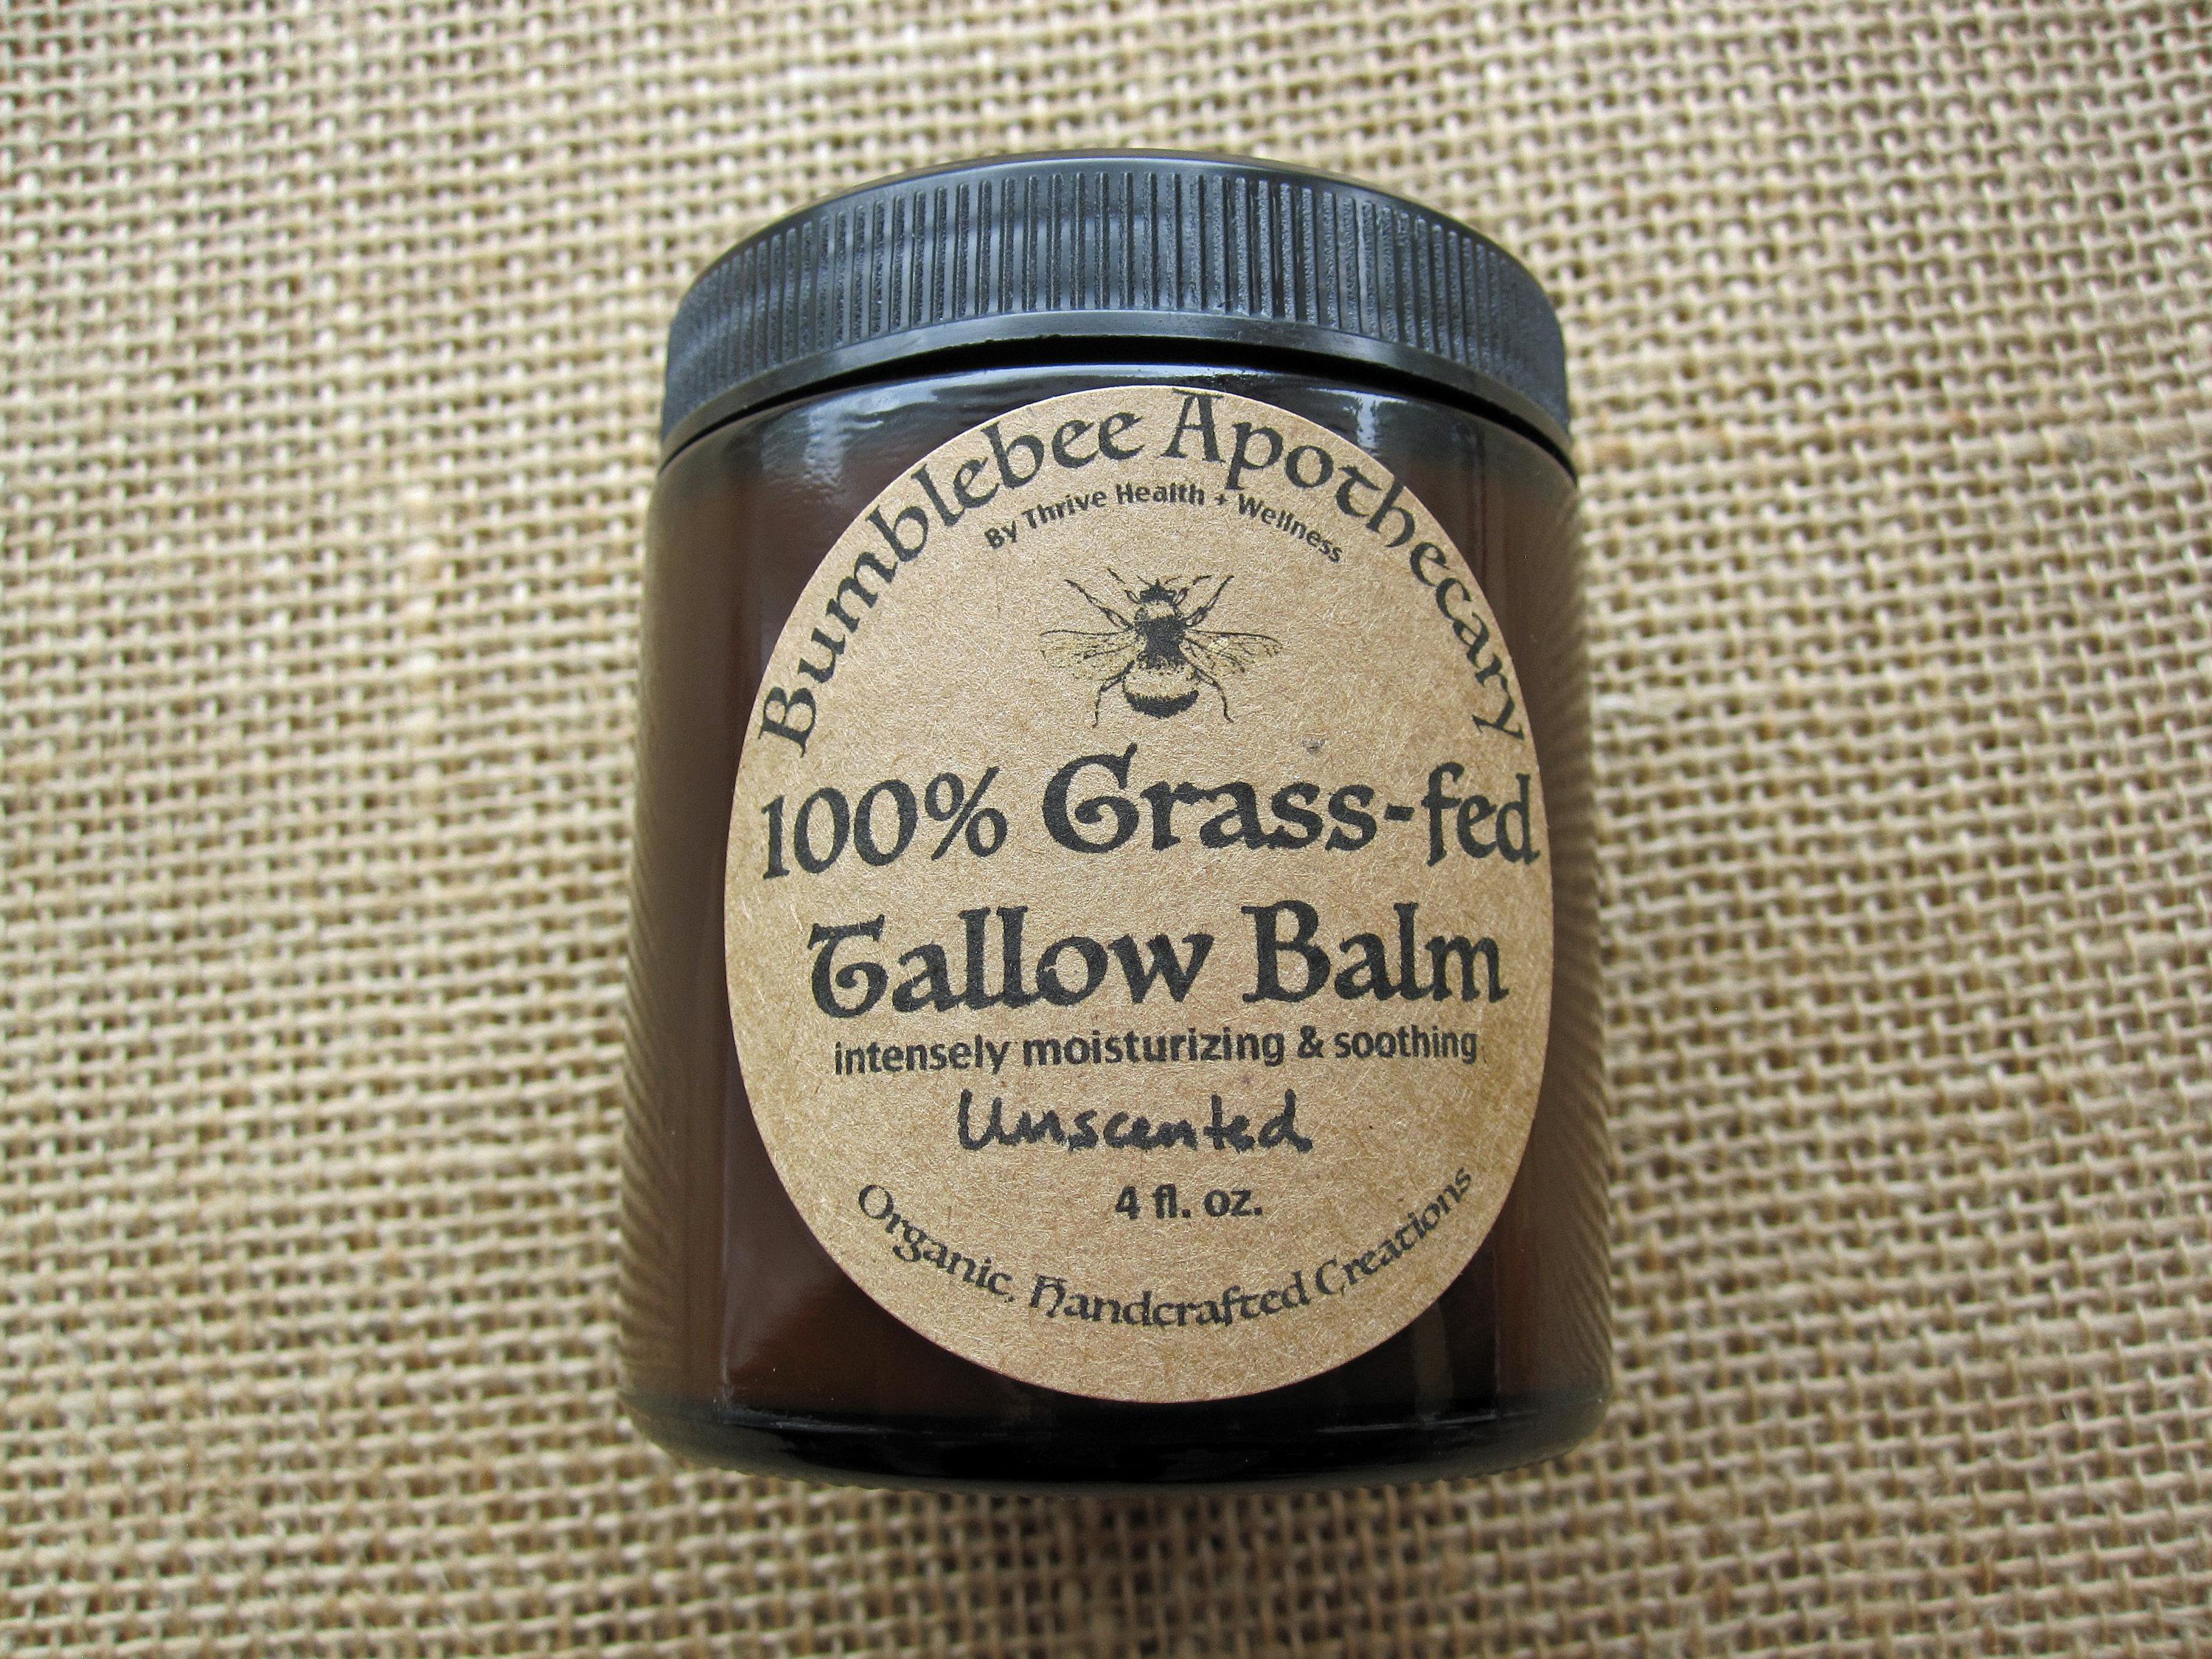 Bumblebee Apothecary
By Thrive Health + Wellness
100% Grass-fed
Tallow Balm
intensely moisturizing & soothing
Unscented
4 fl. oz.
Organic, Handcrafted Creations